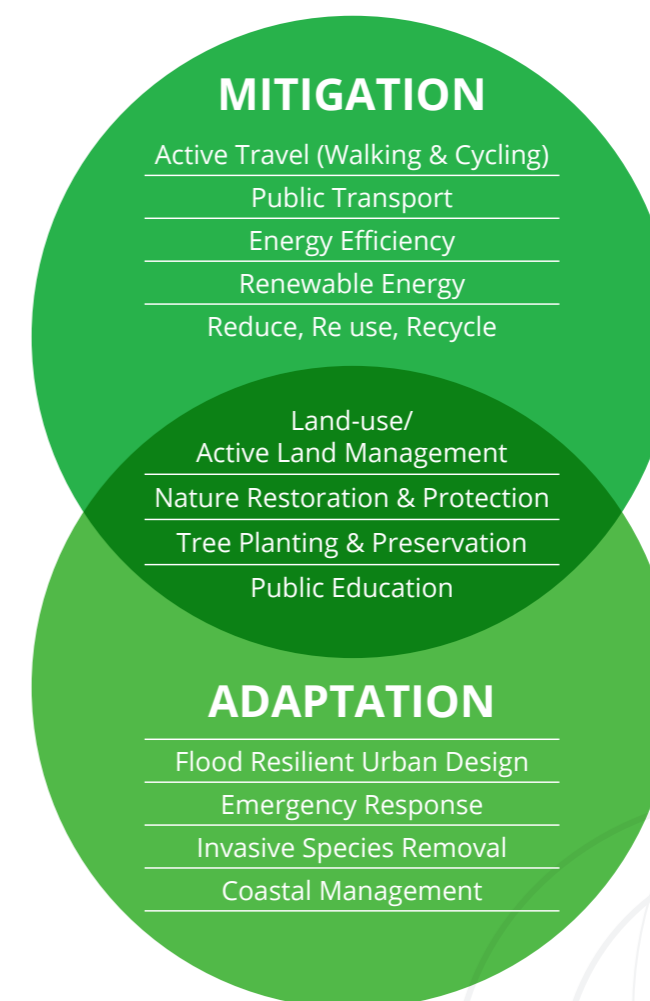 MITIGATION
Active Travel (Walking & Cycling)
Public Transport
Energy Efficiency
Renewable Energy
Reduce, Re use, Recycle
Land-use/
Active Land Management
Nature Restoration & Protection
Tree Planting & Preservation
Public Education
ADAPTATION
Flood Resilient Urban Design
Emergency Response
Invasive Species Removal
Coastal Management